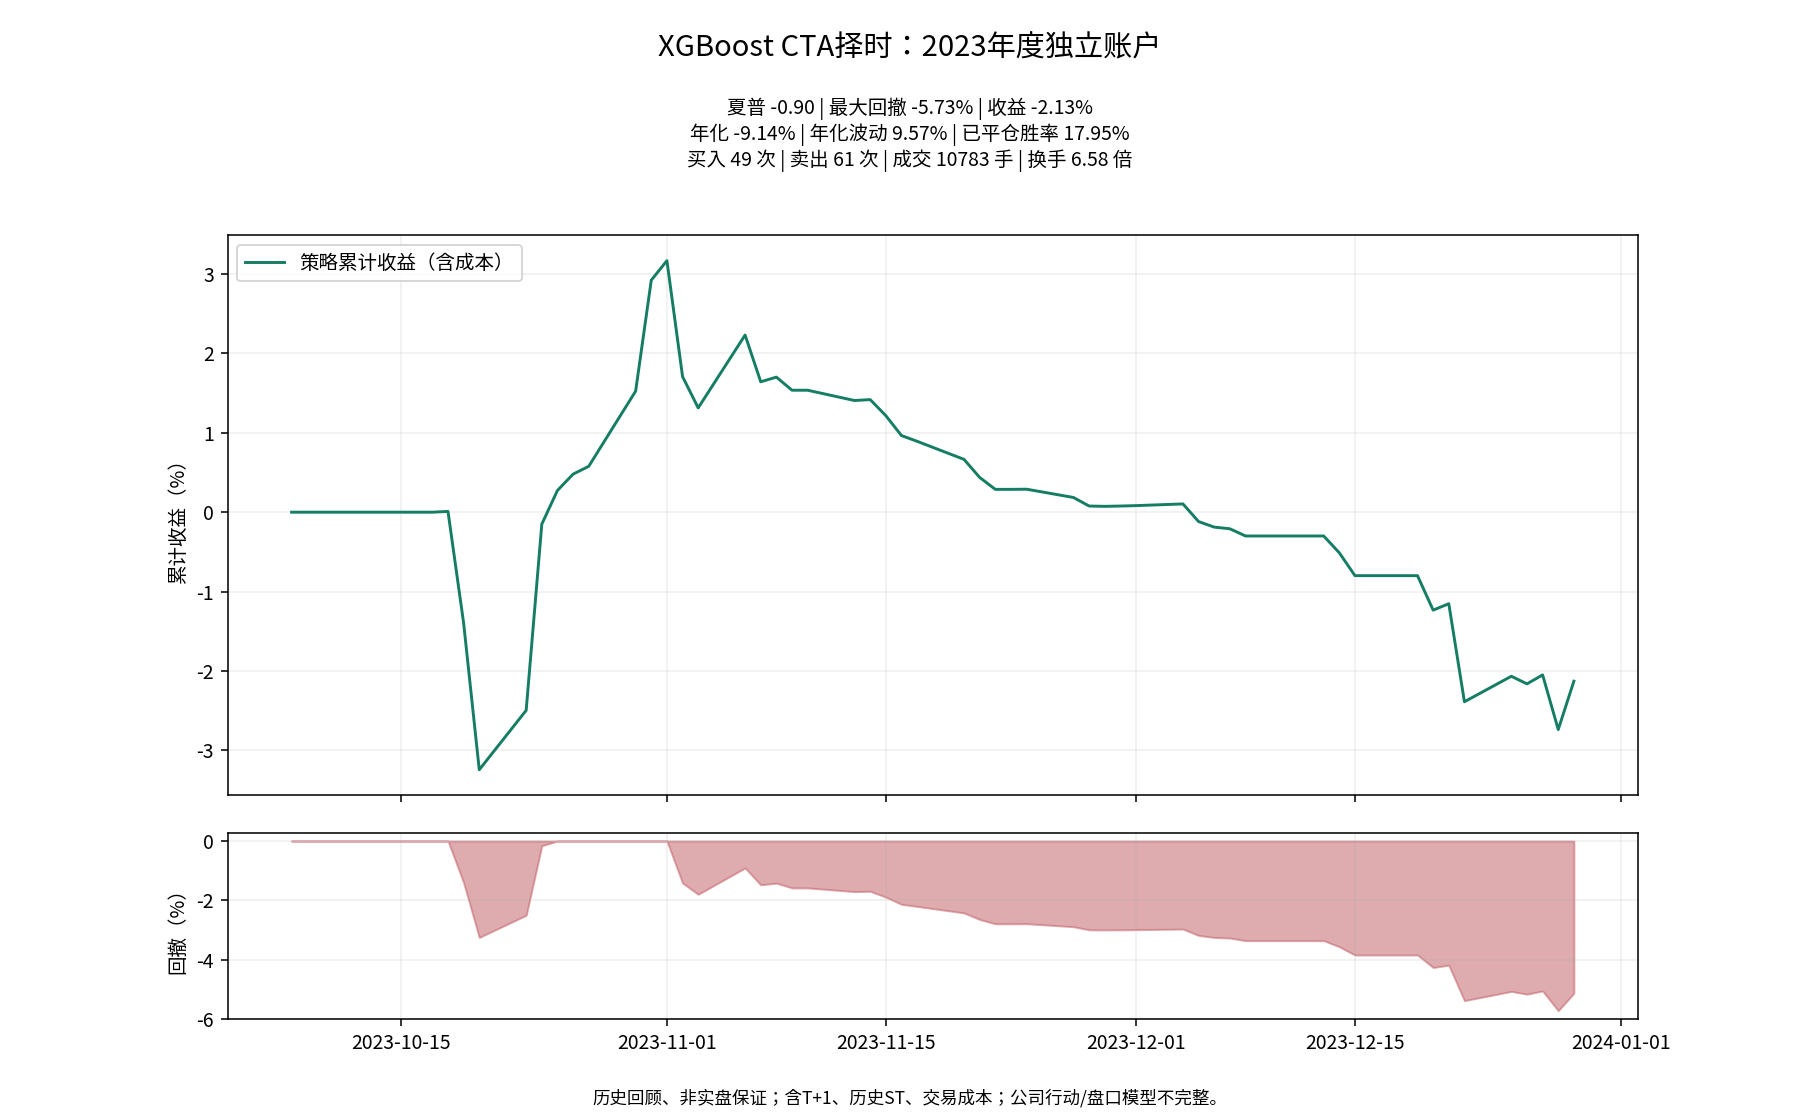 XGBoost CTA择时：2023年度独立账户
夏普 -0.90 | 最大回撤 -5.73% | 收益 -2.13%
年化 -9.14% | 年化波动 9.57% | 已平仓胜率 17.95%
买入 49 次 | 卖出 61 次 | 成交 10783 手 | 换手 6.58 倍
策略累计收益（含成本）
累计收益（%）
3
2
1
0
-1
-2
-3
回撤（%）
0
-2
-4
-6
2023-10-15
2023-11-01
2023-11-15
2023-12-01
2023-12-15
2024-01-01
历史回顾、非实盘保证；含T+1、历史ST、交易成本；公司行动/盘口模型不完整。